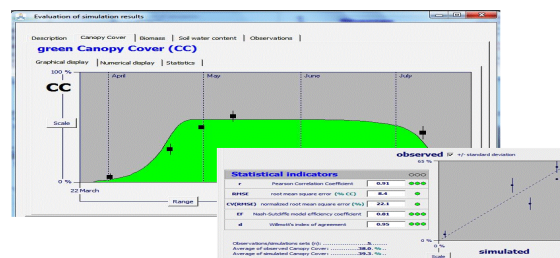 Evaluation of simulation results
Description Canopy Cover Biomass Soil water content Observations
green Canopy Cover (CC)
Graphical display Numerical display Statistics
100 %
April May June July
CC
Scale
0 %
22 March
Range
observed +/- standard deviation
65 %
Statistical indicators
r Pearson Correlation Coefficient 0.91
RMSE root mean square error (% CC) 8.4
CV(RMSE) normalized root mean square error (%) 22.1
EF Nash-Sutcliffe model efficiency coefficient 0.81
d Willmott's index of agreement 0.95
Observations/simulations sets (n): 5
Average of observed Canopy Cover: 38.0 %
Average of simulated Canopy Cover: 39.3 %
0 %
0 %
Scale
simulated